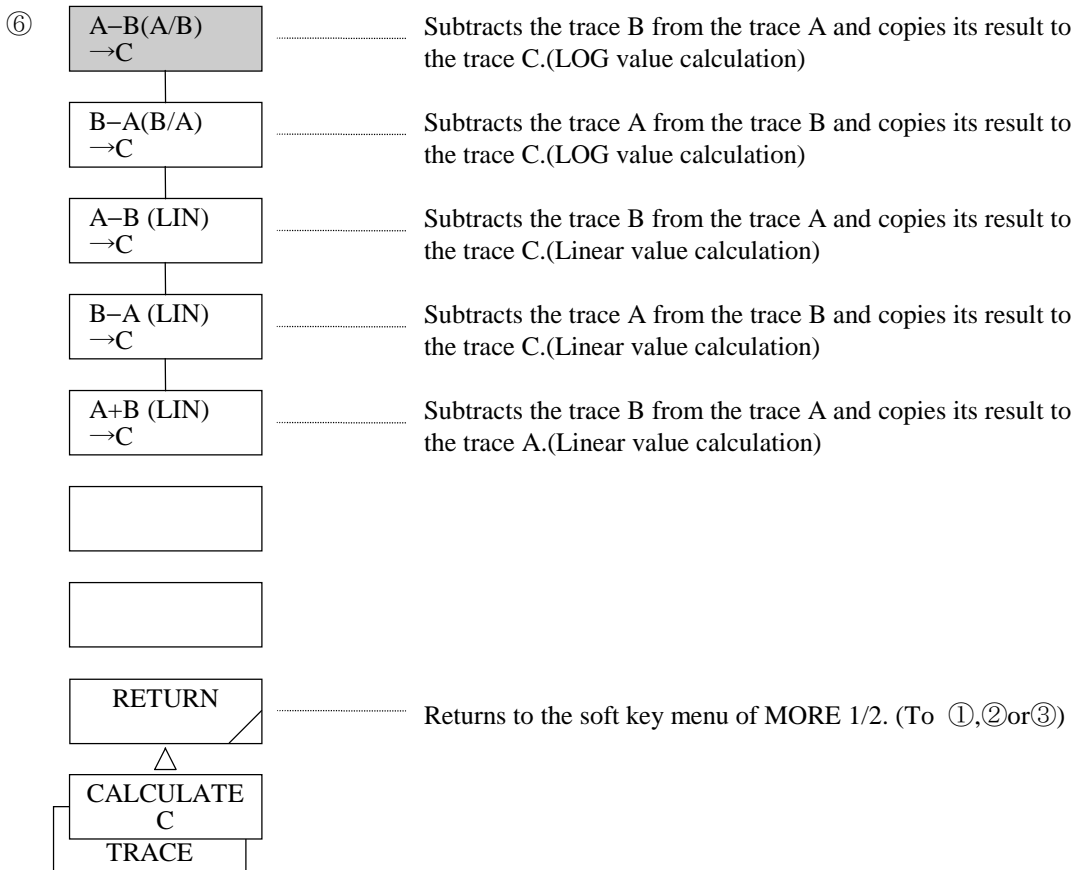 ⑥
A−B(A/B)
→C
Subtracts the trace B from the trace A and copies its result to
the trace C.(LOG value calculation)
B−A(B/A)
→C
Subtracts the trace A from the trace B and copies its result to
the trace C.(LOG value calculation)
A−B (LIN)
→C
Subtracts the trace B from the trace A and copies its result to
the trace C.(Linear value calculation)
B−A (LIN)
→C
Subtracts the trace A from the trace B and copies its result to
the trace C.(Linear value calculation)
A+B (LIN)
→C
Subtracts the trace B from the trace A and copies its result to
the trace A.(Linear value calculation)
RETURN
Returns to the soft key menu of MORE 1/2. (To ①,②or③)
CALCULATE
C
TRACE